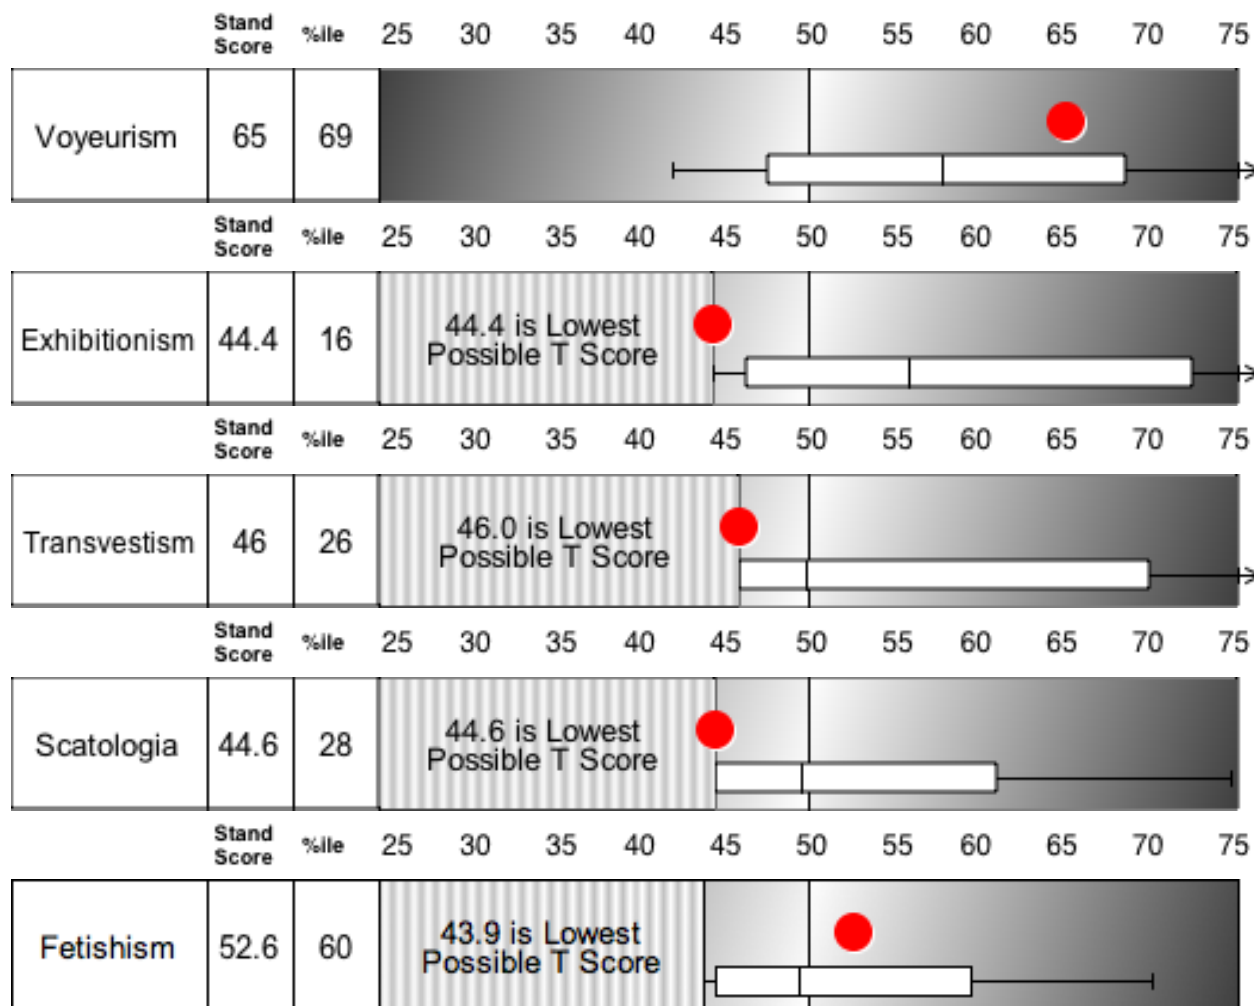 Stand Score %ile 25 30 35 40 45 50 55 60 65 70 75
Voyeurism 65 69
Stand Score %ile 25 30 35 40 45 50 55 60 65 70 75
Exhibitionism 44.4 16 44.4 is Lowest
Possible T Score
Stand Score %ile 25 30 35 40 45 50 55 60 65 70 75
Transvestism 46 26 46.0 is Lowest
Possible T Score
Stand Score %ile 25 30 35 40 45 50 55 60 65 70 75
Scatologia 44.6 28 44.6 is Lowest
Possible T Score
Stand Score %ile 25 30 35 40 45 50 55 60 65 70 75
Fetishism 52.6 60 43.9 is Lowest
Possible T Score